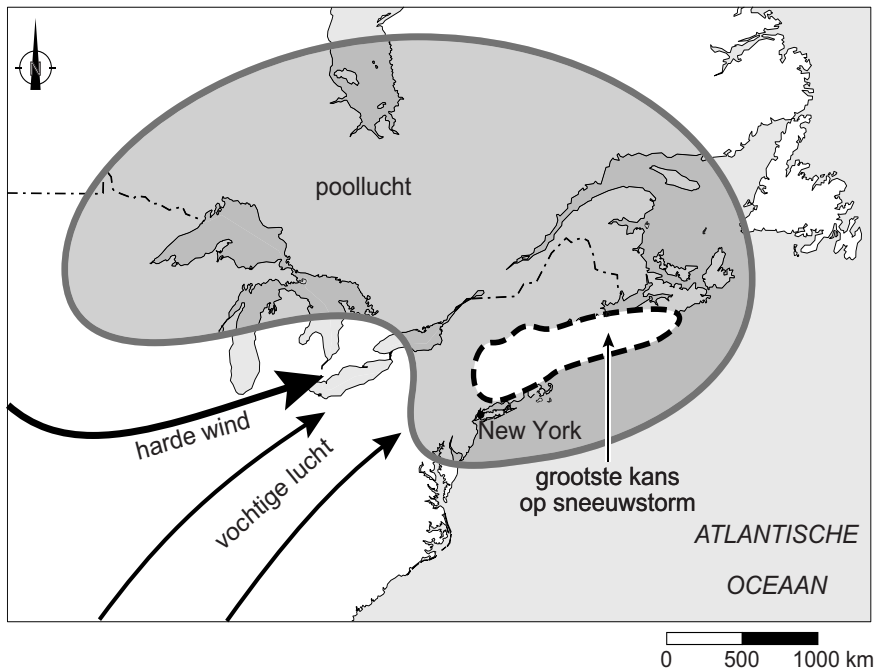 N
poollucht
harde wind
vochtige lucht
New York
grootste kans
op sneeuwstorm
ATLANTISCHE
OCEAAN
0 500 1000 km